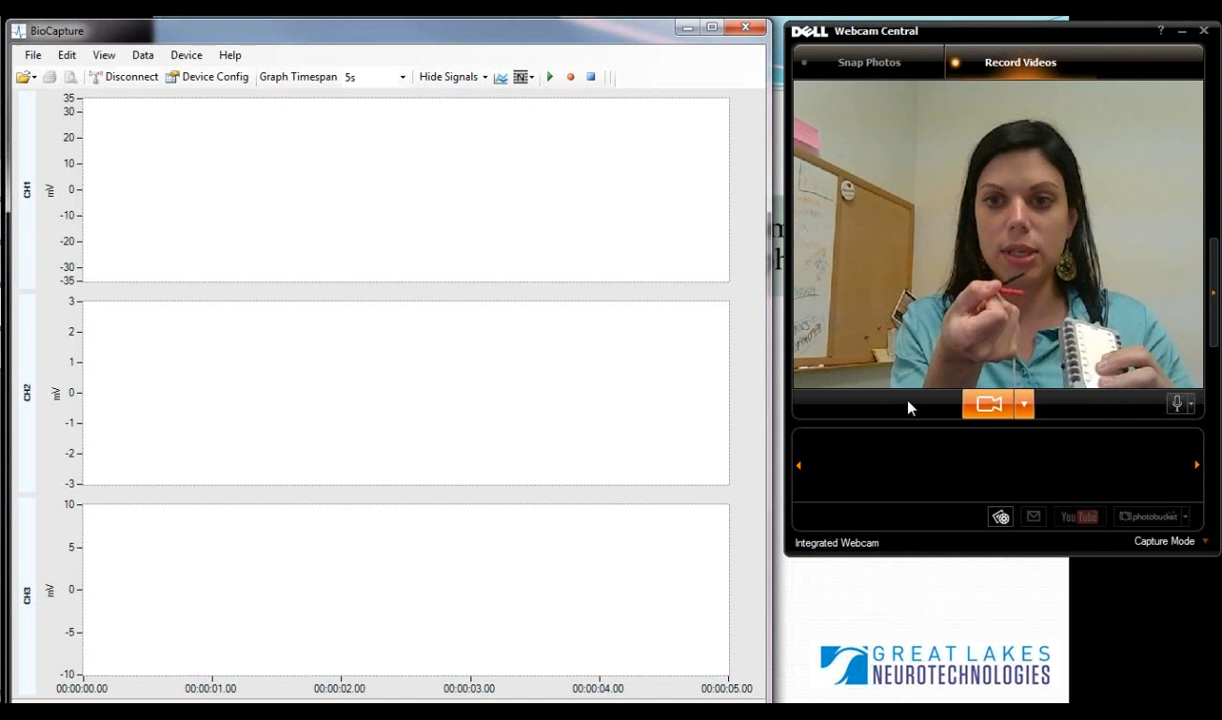 BioCapture
File Edit View Data Device Help
Disconnect Device Config Graph Timespan 5s Hide Signals
35
30
20
10
0
-10
-20
-30
-35
CH1
mV
3
2
1
0
-1
-2
-3
CH2
mV
10
5
0
-5
-10
CH3
mV
00:00:00.00 00:00:01.00 00:00:02.00 00:00:03.00 00:00:04.00 00:00:05.00
DELL Webcam Central ?
Snap Photos Record Videos
YouTube photobucket
Integrated Webcam Capture Mode
GREAT LAKES
NEUROTECHNOLOGIES